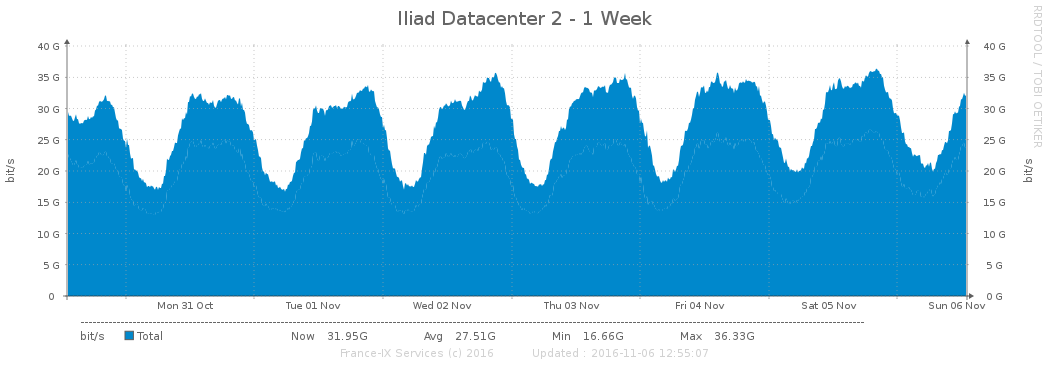 Iliad Datacenter 2 - 1 Week
RRDTOOL / TOBI OETIKER
40 G 40 G
35 G 35 G
30 G 30 G
25 G 25 G
20 G 20 G
15 G 15 G
10 G 10 G
5 G 5 G
0 0 G
bit/s bit/s
Mon 31 Oct Tue 01 Nov Wed 02 Nov Thu 03 Nov Fri 04 Nov Sat 05 Nov Sun 06 Nov
bit/s Total Now 31.95G Avg 27.51G Min 16.66G Max 36.33G
France-IX Services (c) 2016 Updated : 2016-11-06 12:55:07